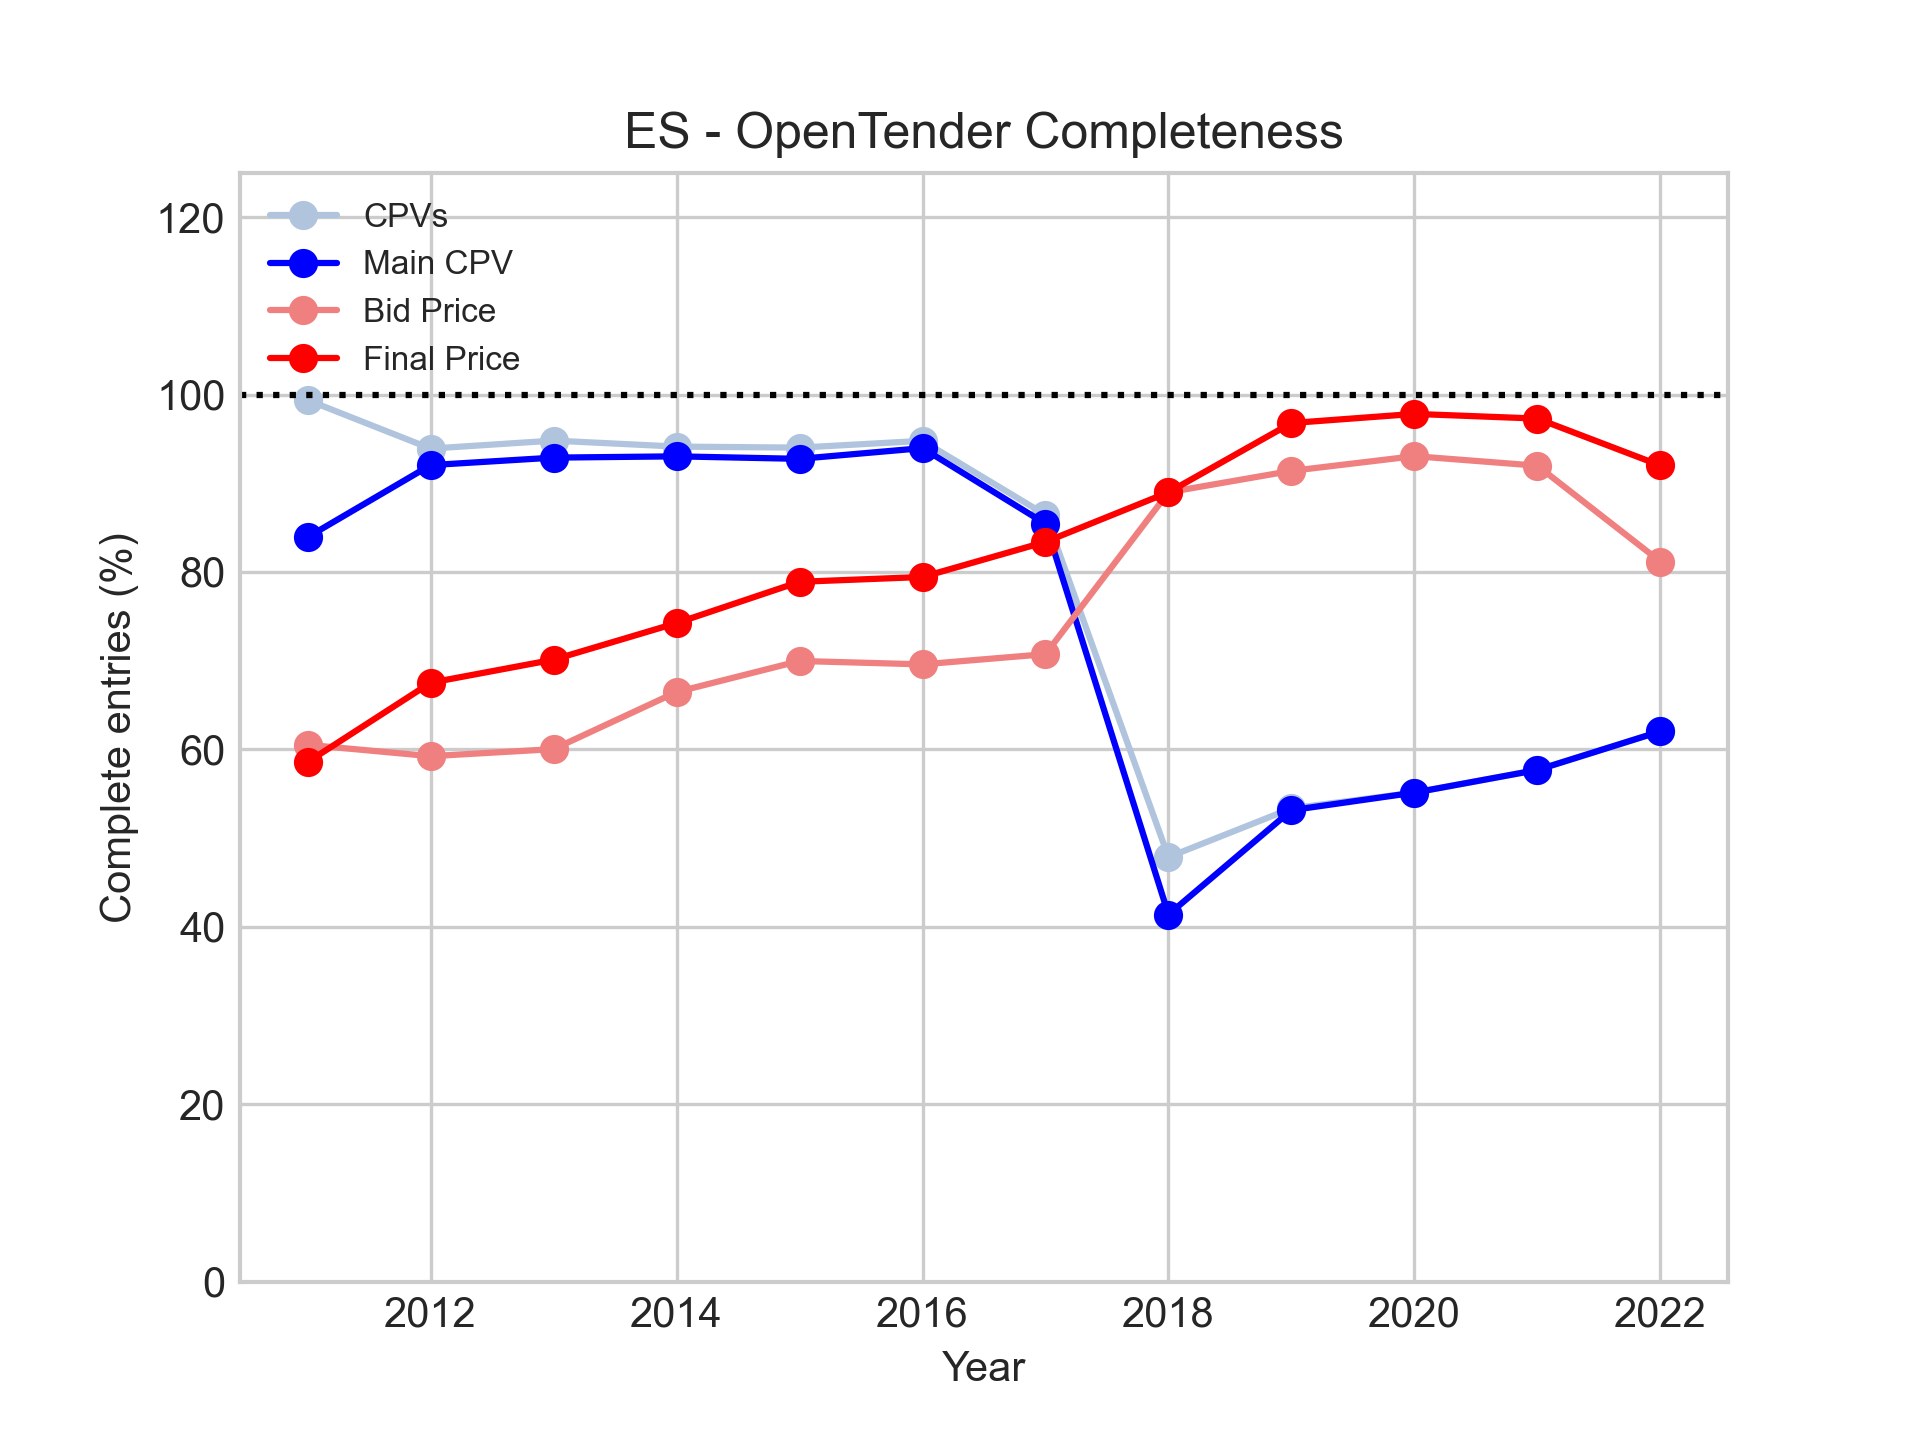 ES - OpenTender Completeness
CPVs
Main CPV
Bid Price
Final Price
120
100
80
60
40
20
0
Complete entries (%)
2012 2014 2016 2018 2020 2022
Year